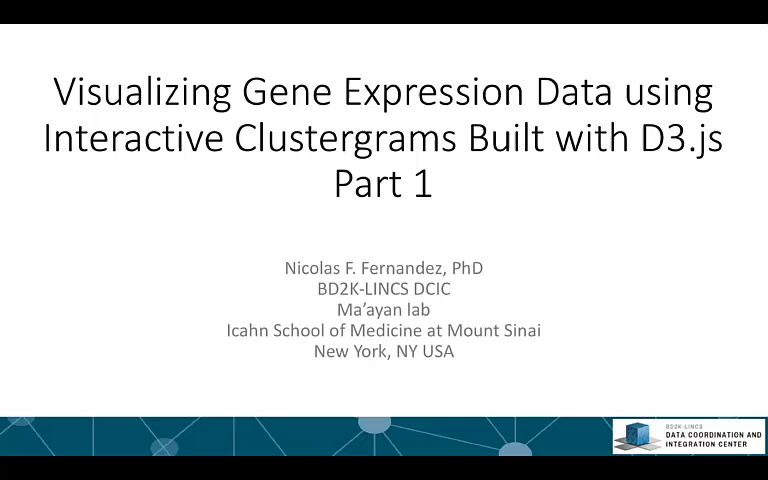 Visualizing Gene Expression Data using
Interactive Clustergrams Built with D3.js
Part 1
Nicolas F. Fernandez, PhD
BD2K-LINCS DCIC
Ma’ayan lab
Icahn School of Medicine at Mount Sinai
New York, NY USA
BD2K-LINCS
DATA COORDINATION AND
INTEGRATION CENTER